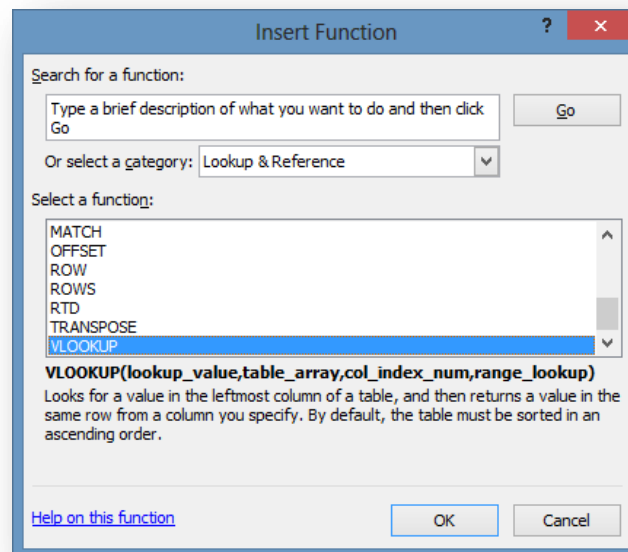 Insert Function
?
Search for a function:
Type a brief description of what you want to do and then click
Go
Go
Or select a category: Lookup & Reference
Select a function:
MATCH
OFFSET
ROW
ROWS
RTD
TRANSPOSE
VLOOKUP
VLOOKUP(lookup_value,table_array,col_index_num,range_lookup)
Looks for a value in the leftmost column of a table, and then returns a value in the
same row from a column you specify. By default, the table must be sorted in an
ascending order.
Help on this function
OK
Cancel